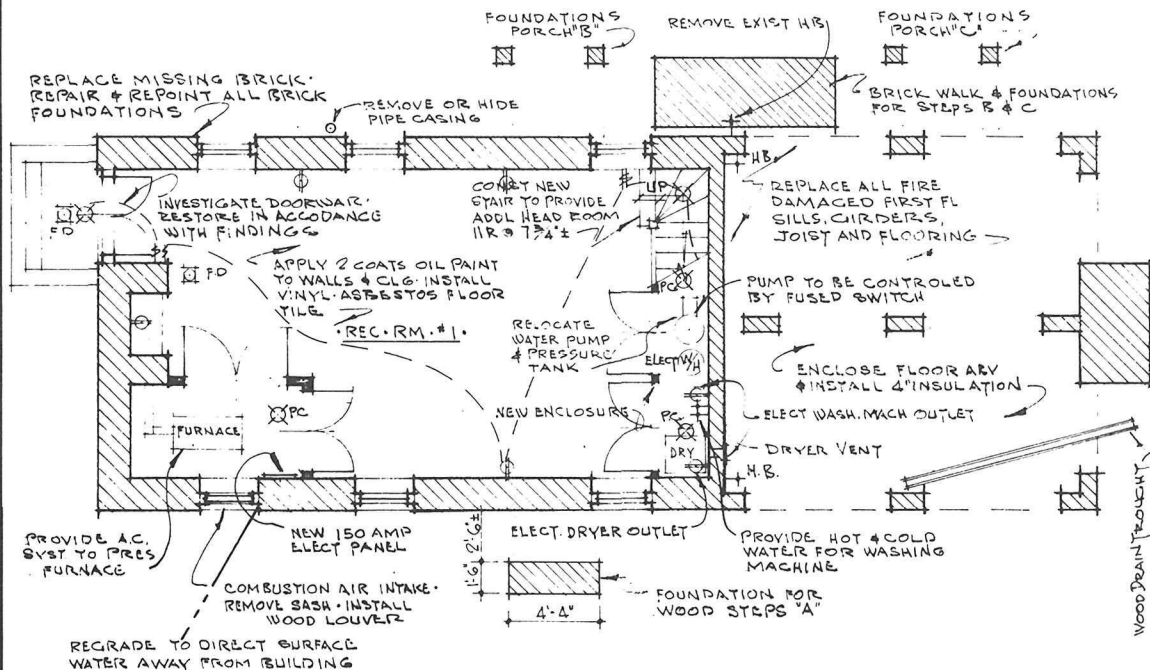 FOUNDATIONS
PORCH "B"
REMOVE EXIST HB
FOUNDATIONS
PORCH "C"
REPLACE MISSING BRICK·
REPAIR & REPOINT ALL BRICK
FOUNDATIONS
REMOVE OR HIDE
PIPE CASING
BRICK WALK & FOUNDATIONS
FOR STEPS B & C
INVESTIGATE DOORWAY·
RESTORE IN ACCODANCE
WITH FINDINGS
F.D
CONST NEW
STAIR TO PROVIDE
ADDL HEAD ROOM
11R @ 7¾"±
UP
H.B.
REPLACE ALL FIRE
DAMAGED FIRST FL
SILLS, GIRDERS,
JOIST AND FLOORING
F.D
APPLY 2 COATS OIL PAINT
TO WALLS & CLG· INSTALL
VINYL·ASBESTOS FLOOR
TILE
·REC·RM·#1·
PC
PUMP TO BE CONTROLED
BY FUSED SWITCH
RELOCATE
WATER PUMP
& PRESSURE
TANK
ELECT W/H
ENCLOSE FLOOR ABV
& INSTALL 4" INSULATION
PC
NEW ENCLOSURE
PC
ELECT WASH. MACH OUTLET
FURNACE
DRY
DRYER VENT
H.B.
PROVIDE A.C.
SYST TO PRES
FURNACE
NEW 150 AMP
ELECT PANEL
ELECT. DRYER OUTLET
PROVIDE HOT & COLD
WATER FOR WASHING
MACHINE
2'-6"±
1'-6"
4'-4"
COMBUSTION AIR INTAKE·
REMOVE SASH·INSTALL
WOOD LOUVER
FOUNDATION FOR
WOOD STEPS "A"
WOOD DRAIN TROUGHT
REGRADE TO DIRECT SURFACE
WATER AWAY FROM BUILDING